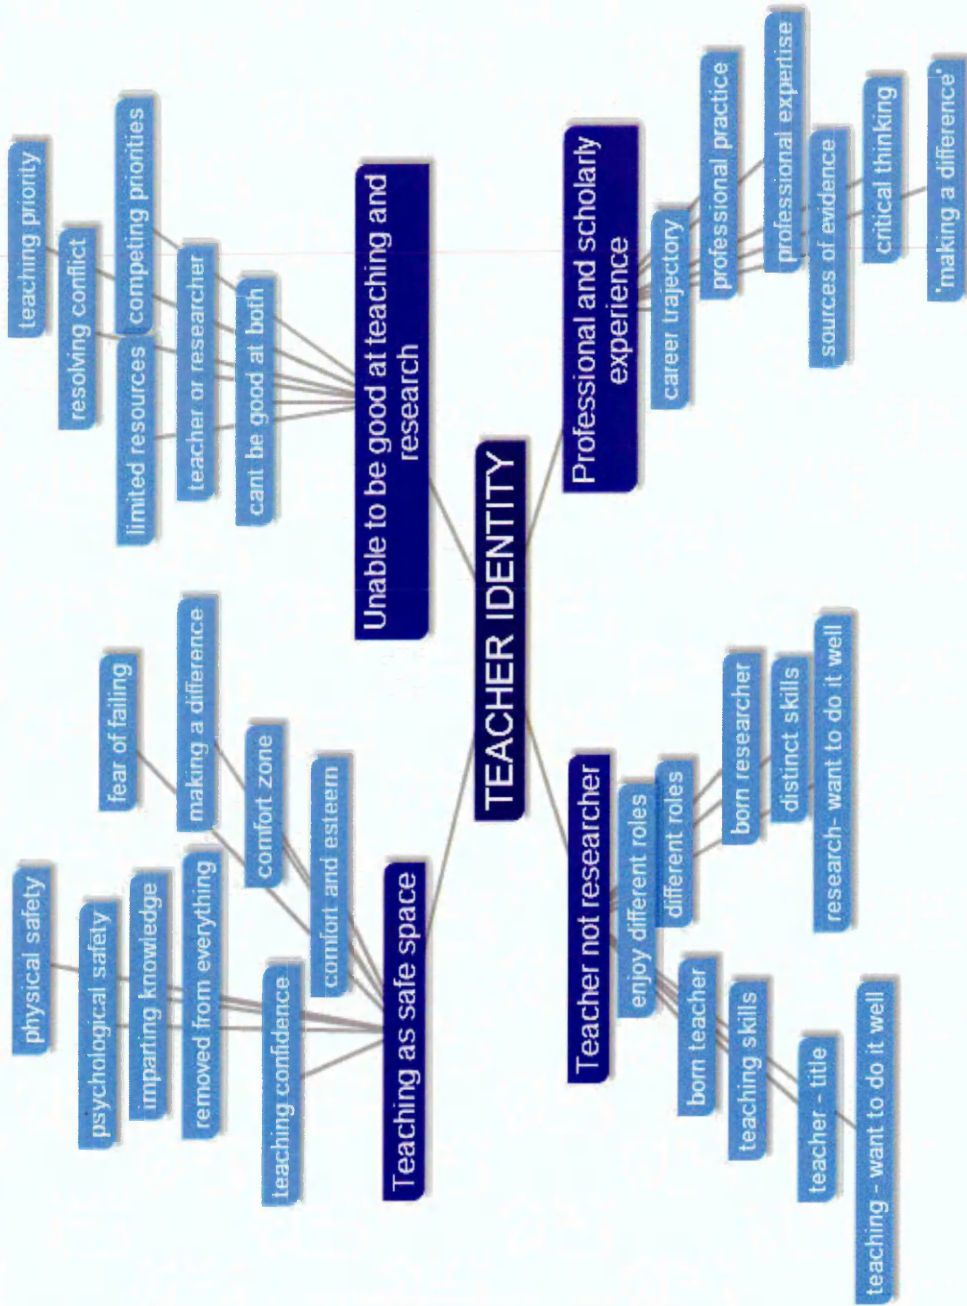 physical safety
psychological safety
imparting knowledge
removed from everything
teaching confidence
fear of failing
making a difference
comfort zone
comfort and esteem
Teaching as safe space
teaching priority
resolving conflict
limited resources
competing priorities
teacher or researcher
cant be good at both
Unable to be good at teaching and
research
TEACHER IDENTITY
Teacher not researcher
enjoy different roles
different roles
born teacher
teaching skills
teacher - title
teaching - want to do it well
born researcher
distinct skills
research- want to do it well
Professional and scholarly
experience
career trajectory
professional practice
professional expertise
sources of evidence
critical thinking
'making a difference'